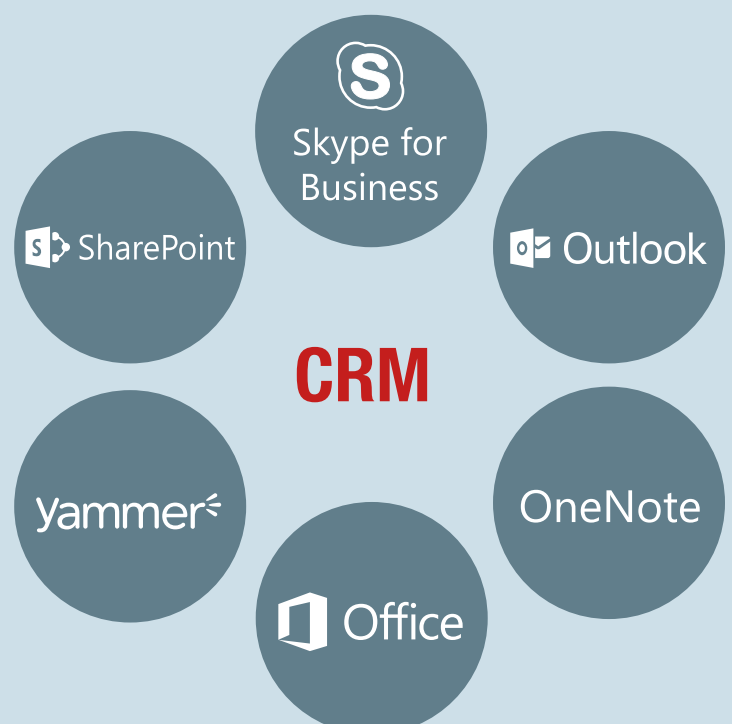 Skype for
Business
SharePoint
Outlook
CRM
yammer
OneNote
Office